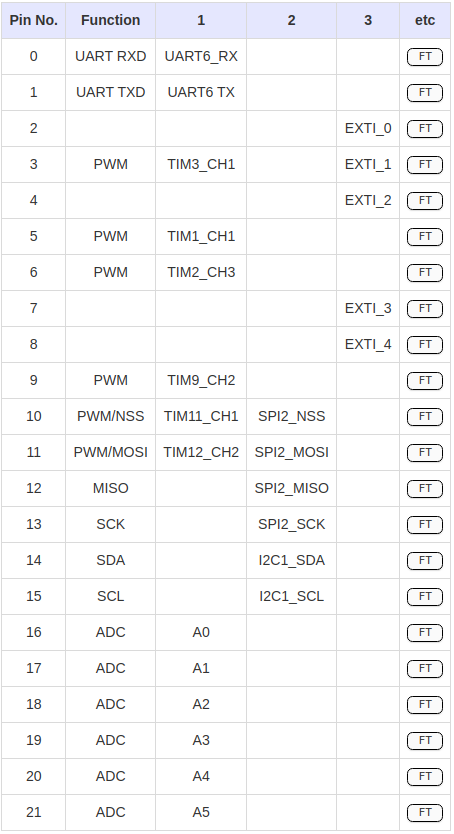 Pin No. Function 1 2 3 etc
0 UART RXD UART6_RX FT
1 UART TXD UART6 TX FT
2 EXTI_0 FT
3 PWM TIM3_CH1 EXTI_1 FT
4 EXTI_2 FT
5 PWM TIM1_CH1 FT
6 PWM TIM2_CH3 FT
7 EXTI_3 FT
8 EXTI_4 FT
9 PWM TIM9_CH2 FT
10 PWM/NSS TIM11_CH1 SPI2_NSS FT
11 PWM/MOSI TIM12_CH2 SPI2_MOSI FT
12 MISO SPI2_MISO FT
13 SCK SPI2_SCK FT
14 SDA I2C1_SDA FT
15 SCL I2C1_SCL FT
16 ADC A0 FT
17 ADC A1 FT
18 ADC A2 FT
19 ADC A3 FT
20 ADC A4 FT
21 ADC A5 FT